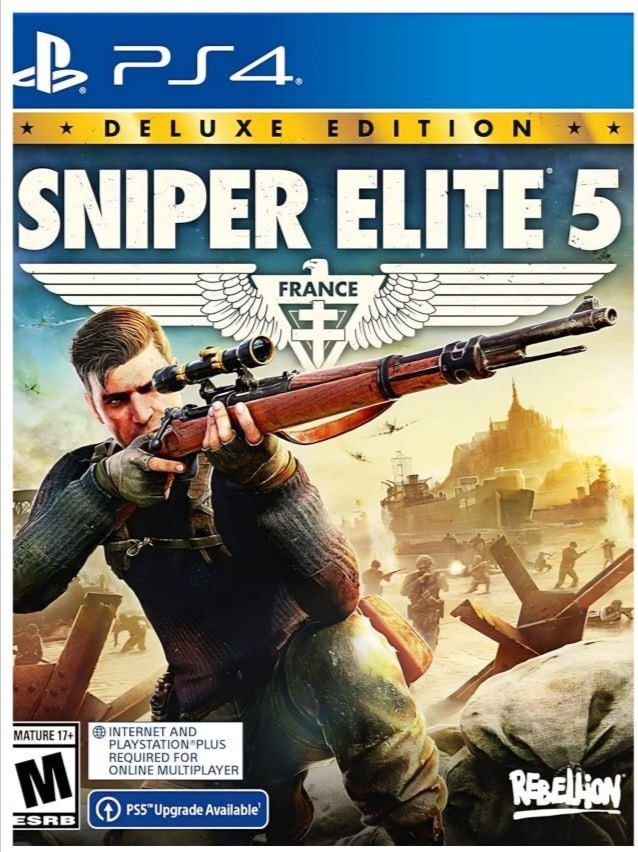 PS4
★ ★ DELUXE EDITION ★ ★
SNIPER ELITE 5
FRANCE
MATURE 17+
M
ESRB
INTERNET AND
PLAYSTATION®PLUS
REQUIRED FOR
ONLINE MULTIPLAYER
PS5™ Upgrade Available¹
REBELLION